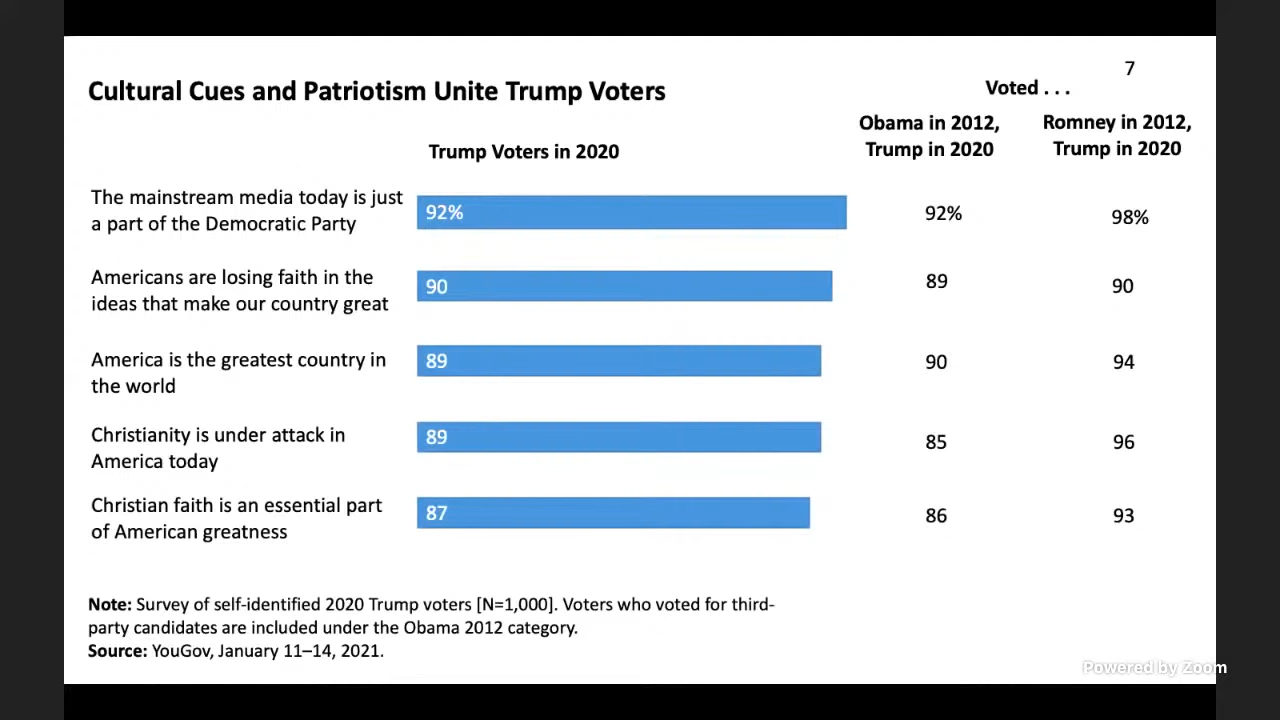 7
Cultural Cues and Patriotism Unite Trump Voters
Voted . . .
Trump Voters in 2020
Obama in 2012,
Trump in 2020
Romney in 2012,
Trump in 2020
The mainstream media today is just
a part of the Democratic Party
92%
92%
98%
Americans are losing faith in the
ideas that make our country great
90
89
90
America is the greatest country in
the world
89
90
94
Christianity is under attack in
America today
89
85
96
Christian faith is an essential part
of American greatness
87
86
93
Note: Survey of self-identified 2020 Trump voters [N=1,000]. Voters who voted for third-
party candidates are included under the Obama 2012 category.
Source: YouGov, January 11–14, 2021.
Powered by Zoom